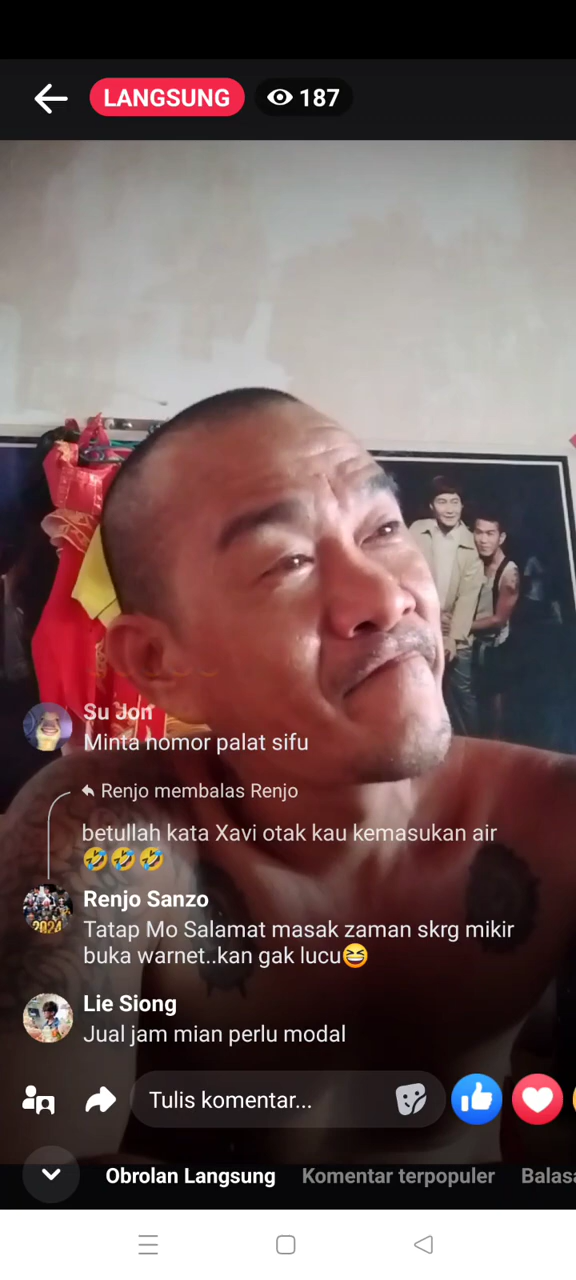 LANGSUNG
187
Su Jon
Minta nomor palat sifu
Renjo membalas Renjo
betullah kata Xavi otak kau kemasukan air
🤣🤣🤣
2024
Renjo Sanzo
Tatap Mo Salamat masak zaman skrg mikir
buka warnet..kan gak lucu😆
Lie Siong
Jual jam mian perlu modal
Tulis komentar...
Obrolan Langsung Komentar terpopuler Balasa